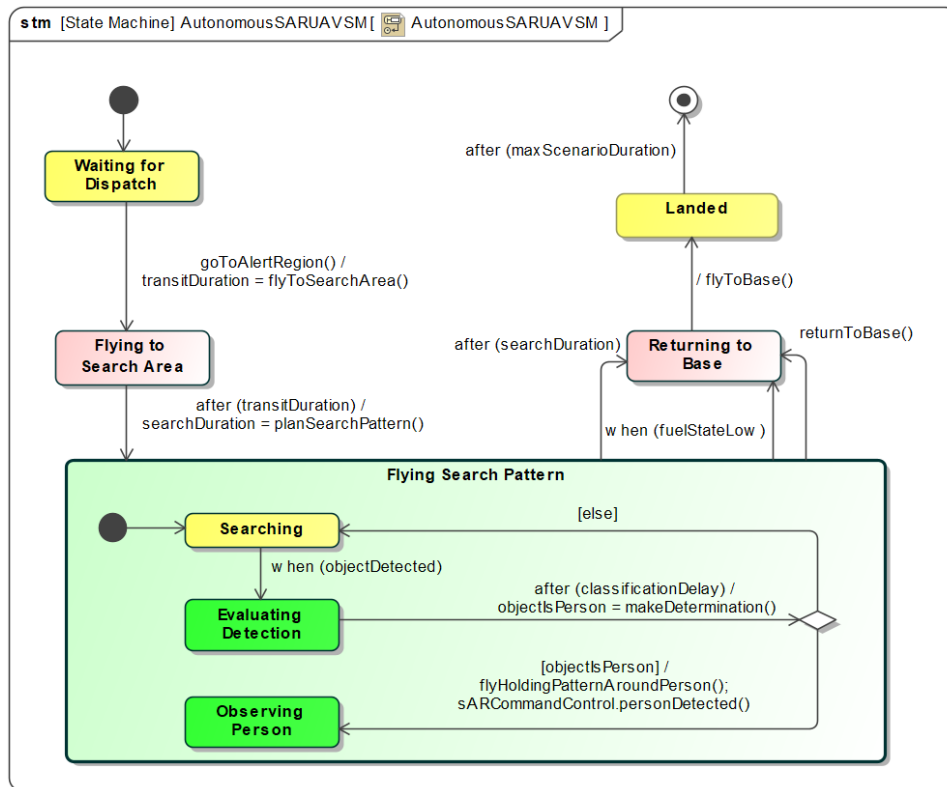 stm [State Machine] AutonomousSARUAVSM[ AutonomousSARUAVSM ]
Waiting for
Dispatch
goToAlertRegion() /
transitDuration = flyToSearchArea()
Flying to
Search Area
after (transitDuration) /
searchDuration = planSearchPattern()
after (maxScenarioDuration)
Landed
/ flyToBase()
after (searchDuration)
Returning to
Base
returnToBase()
w hen (fuelStateLow )
Flying Search Pattern
Searching
[else]
w hen (objectDetected)
Evaluating
Detection
after (classificationDelay) /
objectIsPerson = makeDetermination()
[objectIsPerson] /
flyHoldingPatternAroundPerson();
sARCommandControl.personDetected()
Observing
Person